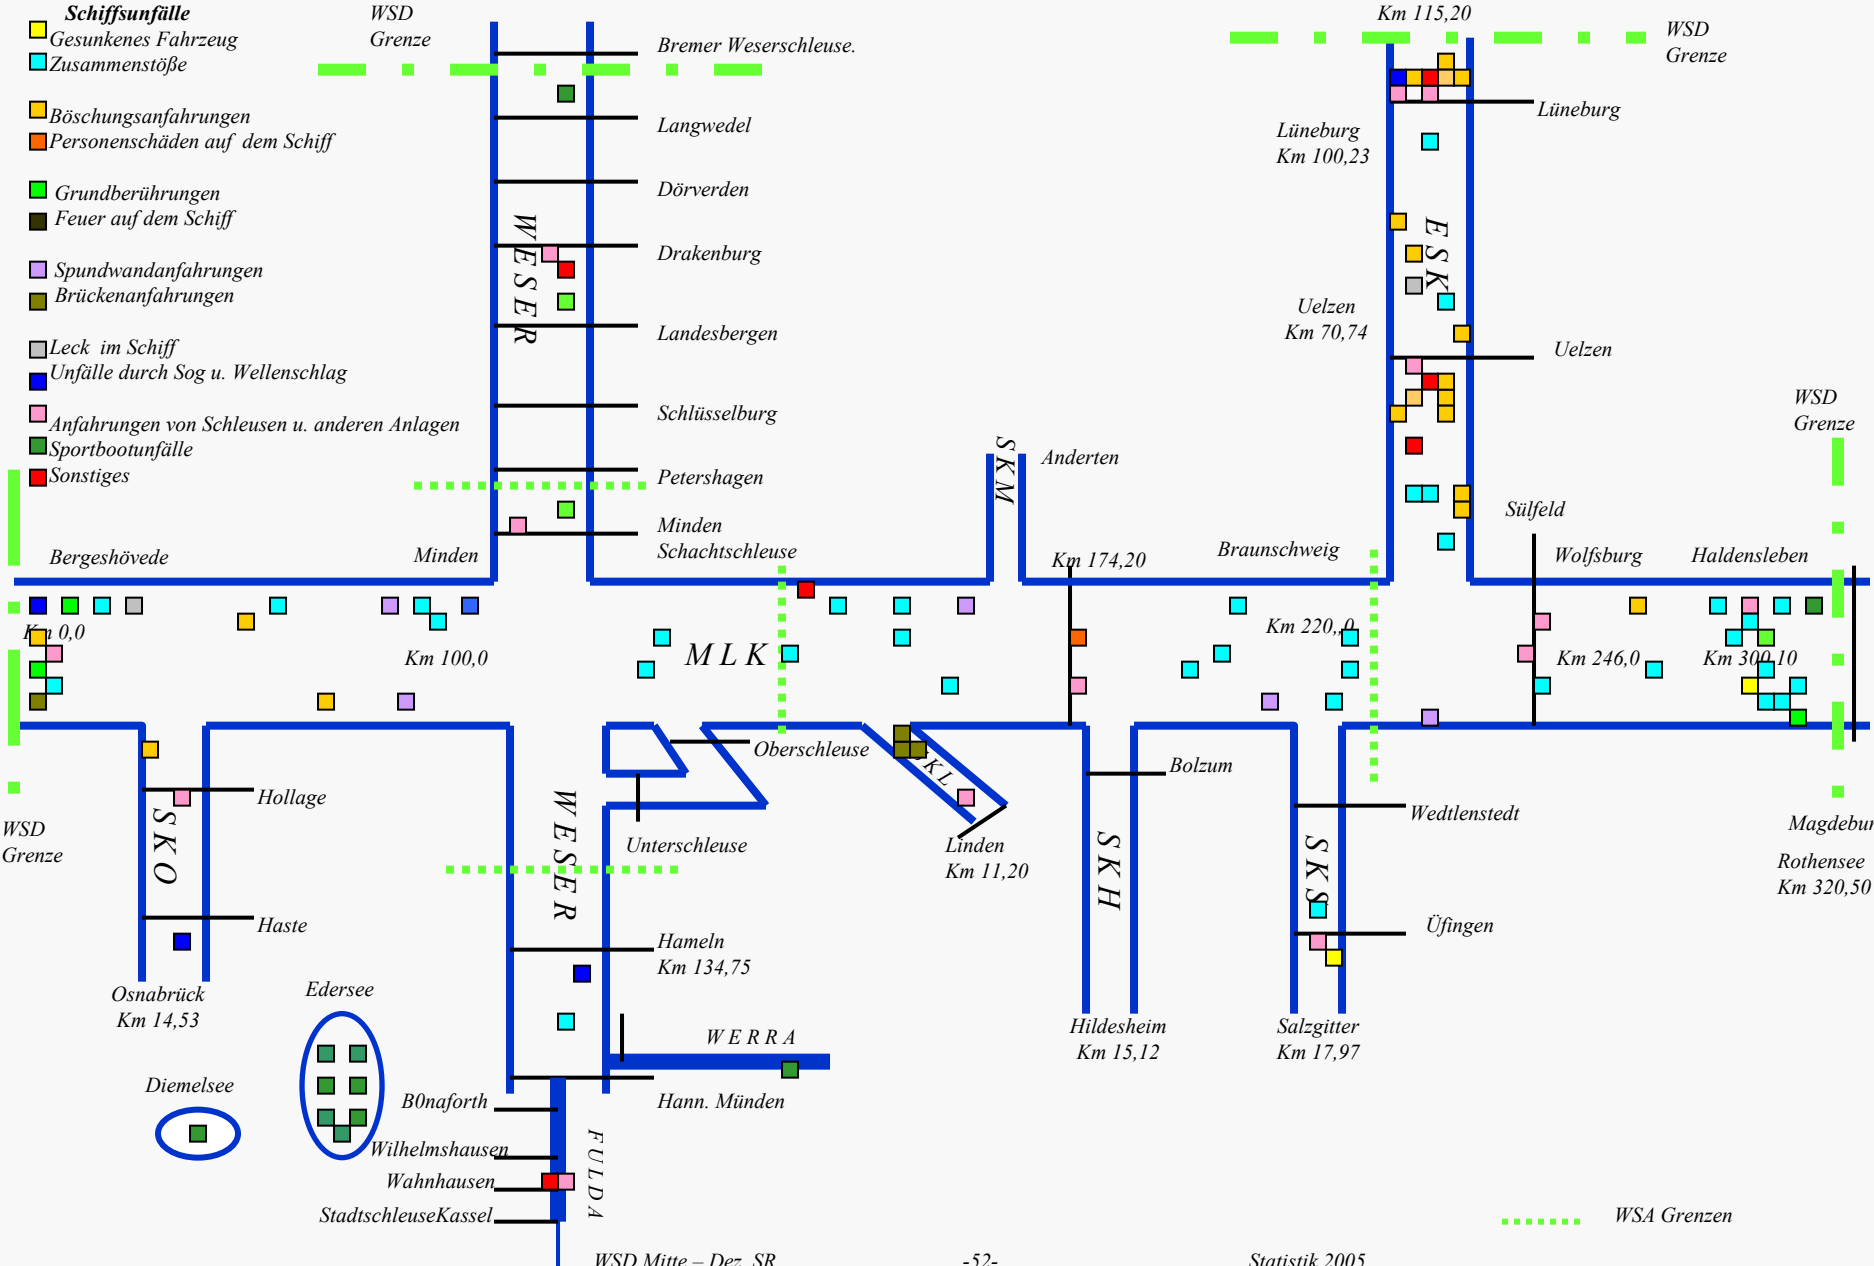 Schiffsunfälle
Gesunkenes Fahrzeug
Zusammenstöße
Böschungsanfahrungen
Personenschäden auf dem Schiff
Grundberührungen
Feuer auf dem Schiff
Spundwandanfahrungen
Brückenanfahrungen
Leck im Schiff
Unfälle durch Sog u. Wellenschlag
Anfahrungen von Schleusen u. anderen Anlagen
Sportbootunfälle
Sonstiges
WSD
Grenze
Bremer Weserschleuse.
Langwedel
Dörverden
Drakenburg
WESER
Landesbergen
Schlüsselburg
Petershagen
Minden
Schachtschleuse
Km 115,20
WSD
Grenze
Lüneburg
Lüneburg
Km 100,23
ESK
Uelzen
Km 70,74
Uelzen
WSD
Grenze
SKM
Anderten
Sülfeld
Bergeshövede
Minden
Km 174,20
Braunschweig
Wolfsburg
Haldensleben
Km 0,0
Km 100,0
MLK
Km 220,,0
Km 246,0
Km 300,10
Oberschleuse
Unterschleuse
SKL
Linden
Km 11,20
Bolzum
Wedtlenstedt
Magdebur
Rothensee
Km 320,50
WSD
Grenze
Hollage
SKO
Haste
Osnabrück
Km 14,53
WESER
Hameln
Km 134,75
SKH
Hildesheim
Km 15,12
SKS
Üfingen
Salzgitter
Km 17,97
Edersee
Diemelsee
WERRA
Hann. Münden
B0naforth
Wilhelmshausen
Wahnhausen
StadtschleuseKassel
FULDA
WSA Grenzen
WSD Mitte – Dez. SR
-52-
Statistik 2005